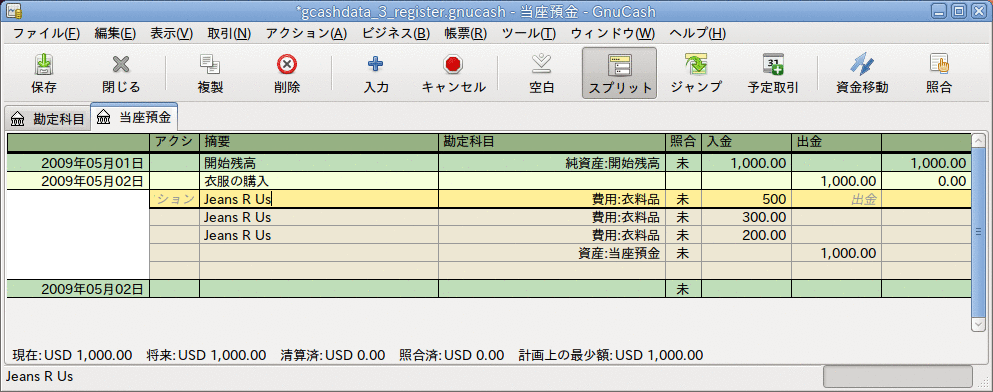 *gcashdata_3_register.gnucash - 当座預金 - GnuCash
ファイル(F) 編集(E) 表示(V) 取引(N) アクション(A) ビジネス(B) 帳票(R) ツール(T) ウィンドウ(W) ヘルプ(H)
保存 閉じる 複製 削除 入力 キャンセル 空白 スプリット ジャンプ 予定取引 資金移動 照合
勘定科目 当座預金
アクシ 摘要 勘定科目 照合 入金 出金
2009年05月01日 開始残高 純資産:開始残高 未 1,000.00 1,000.00
2009年05月02日 衣服の購入 1,000.00 0.00
ション Jeans R Us 費用:衣料品 未 500 出金
Jeans R Us 費用:衣料品 未 300.00
Jeans R Us 費用:衣料品 未 200.00
資産:当座預金 未 1,000.00
2009年05月02日 未
現在: USD 1,000.00 将来: USD 1,000.00 清算済: USD 0.00 照合済: USD 0.00 計画上の最少額: USD 1,000.00
Jeans R Us